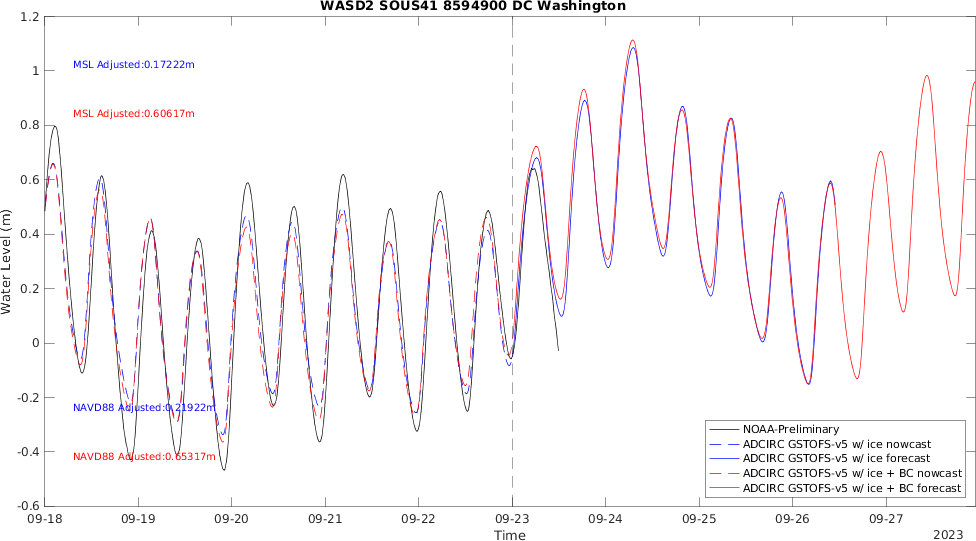 WASD2 SOUS41 8594900 DC Washington
1.2
1
0.8
0.6
0.4
0.2
0
-0.2
-0.4
-0.6
Water Level (m)
MSL Adjusted:0.17222m
MSL Adjusted:0.60617m
NAVD88 Adjusted:0.21922m
NAVD88 Adjusted:0.65317m
NOAA-Preliminary
ADCIRC GSTOFS-v5 w/ ice nowcast
ADCIRC GSTOFS-v5 w/ ice forecast
ADCIRC GSTOFS-v5 w/ ice + BC nowcast
ADCIRC GSTOFS-v5 w/ ice + BC forecast
09-18 09-19 09-20 09-21 09-22 09-23 09-24 09-25 09-26 09-27
Time
2023